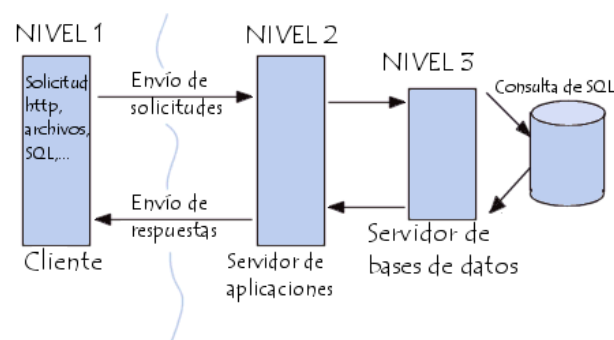 NIVEL 1
Solicitud
http,
archivos,
SQL,...
Cliente
Envío de
solicitudes
Envío de
respuestas
NIVEL 2
Servidor de
aplicaciones
NIVEL 3
Servidor de
bases de datos
Consulta de SQL